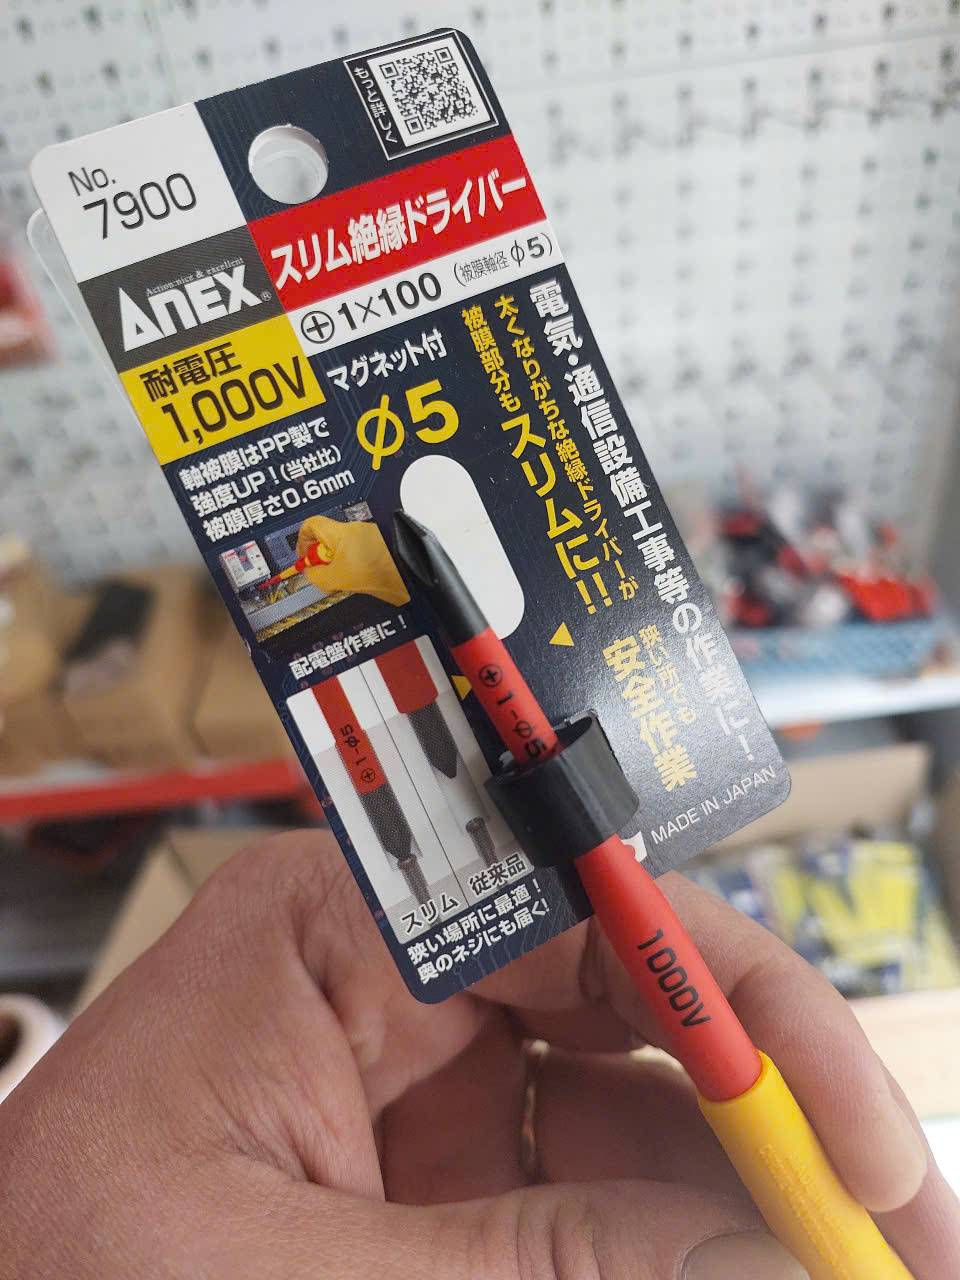 もっと詳しく
No.
7900
Action:nice & excellent
ANEX®
スリム絶縁ドライバー
⊕1×100 (被膜軸径φ5)
耐電圧
1,000V
マグネット付
φ5
軸被膜はPP製で
強度UP!(当社比)
被膜厚さ0.6mm
電気・通信設備工事等の作業に!
太くなりがちな絶縁ドライバーが
被膜部分もスリムに!!
狭い所でも
安全作業
配電盤作業に!
⊕1-φ5
スリム 従来品
狭い場所に最適!
奥のネジにも届く!
MADE IN JAPAN
⊕1-φ5
1000V